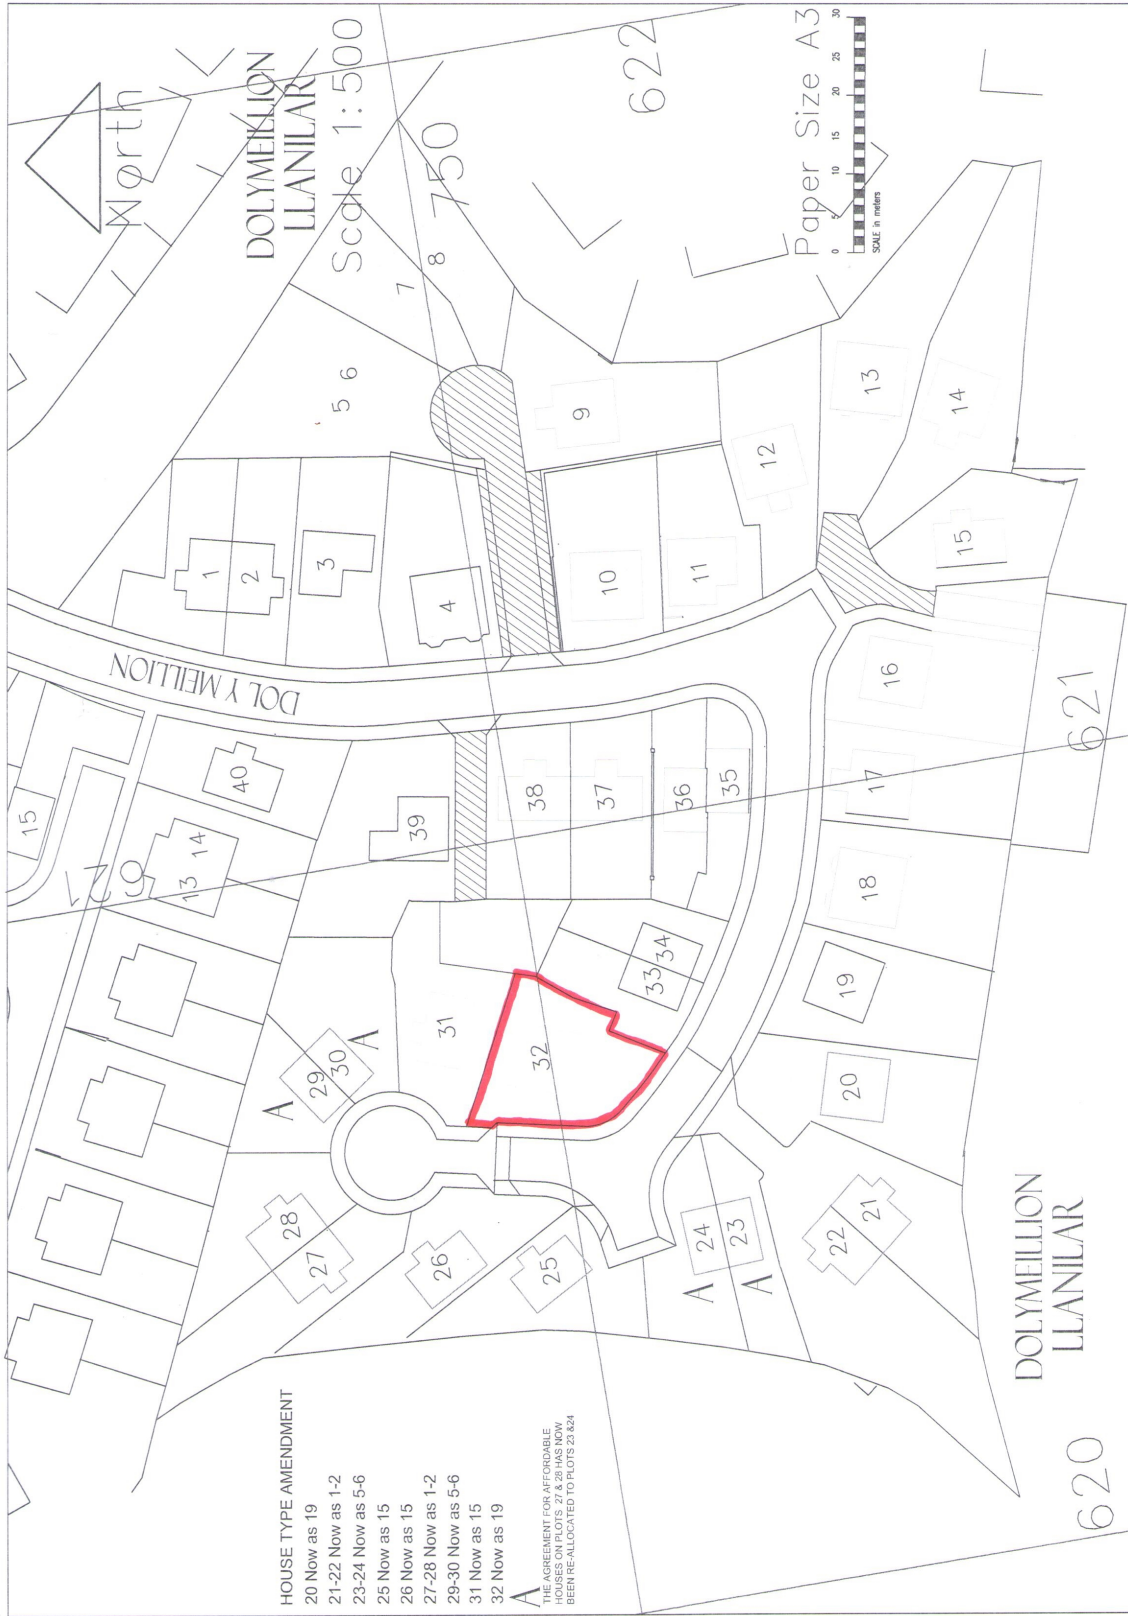 North
DOLYMEILLION
LLANILAR
Scale 1:500
750
622
Paper Size A3
0 5 10 15 20 25 30
SCALE in meters
DOLYMEILLION
1
2
3
4
5 6
7
8
9
10
11
12
13
14
15
16
17
18
19
20
21
22
23
24
25
26
27
28
29
30
31
32
33
34
35
36
37
38
39
40
13 14
15
A
A
A
A
621
DOLYMEILLION
LLANILAR
620
HOUSE TYPE AMENDMENT
20 Now as 19
21-22 Now as 1-2
23-24 Now as 5-6
25 Now as 15
26 Now as 15
27-28 Now as 1-2
29-30 Now as 5-6
31 Now as 15
32 Now as 19
A THE AGREEMENT FOR AFFORDABLE
HOUSES ON PLOTS 27 & 28 HAS NOW
BEEN RE-ALLOCATED TO PLOTS 23 &24